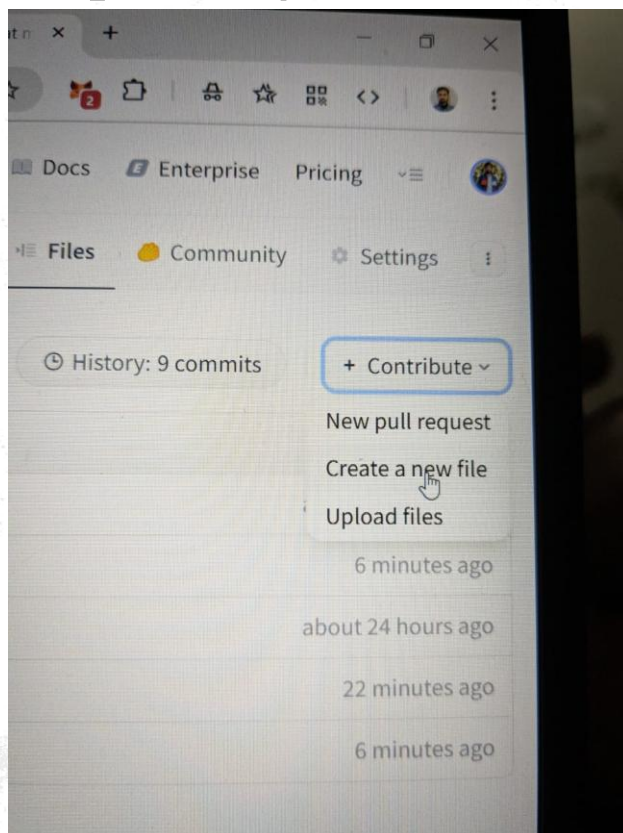 +
2
Docs Enterprise Pricing
Files Community Settings
History: 9 commits + Contribute
New pull request
Create a new file
Upload files
6 minutes ago
about 24 hours ago
22 minutes ago
6 minutes ago